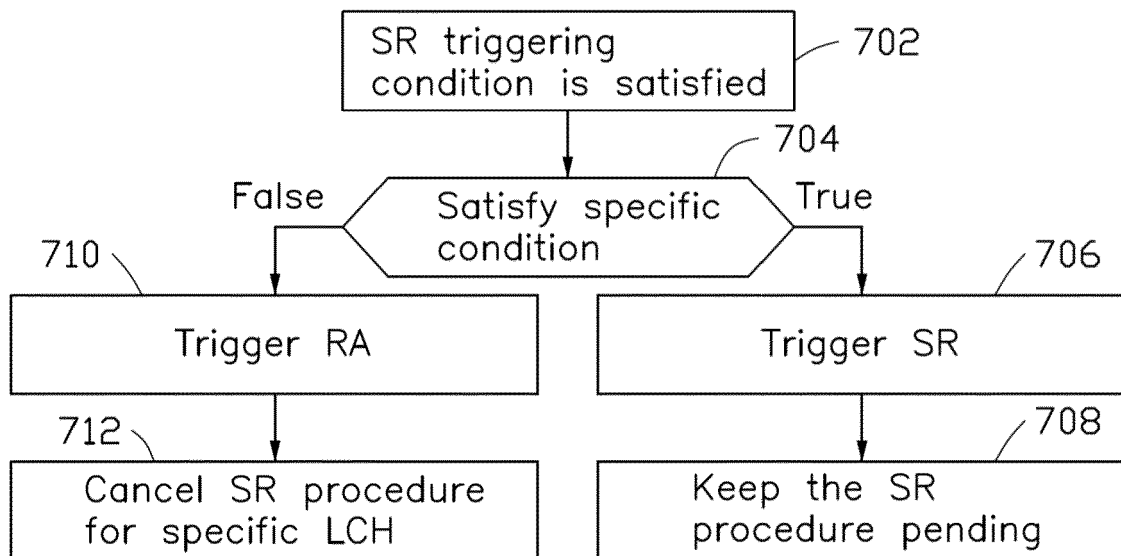 SR triggering
condition is satisfied
702
704
False
True
Satisfy specific
condition
710
706
Trigger RA
Trigger SR
712
708
Cancel SR procedure
for specific LCH
Keep the SR
procedure pending